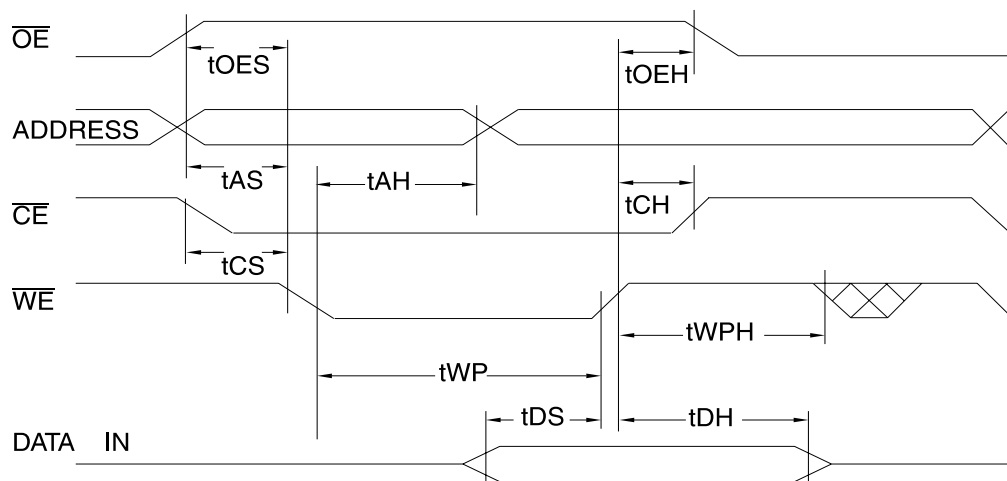 OE
tOES
tOEH
ADDRESS
tAS
tAH
tCH
CE
tCS
WE
tWPH
tWP
tDS
tDH
DATA IN